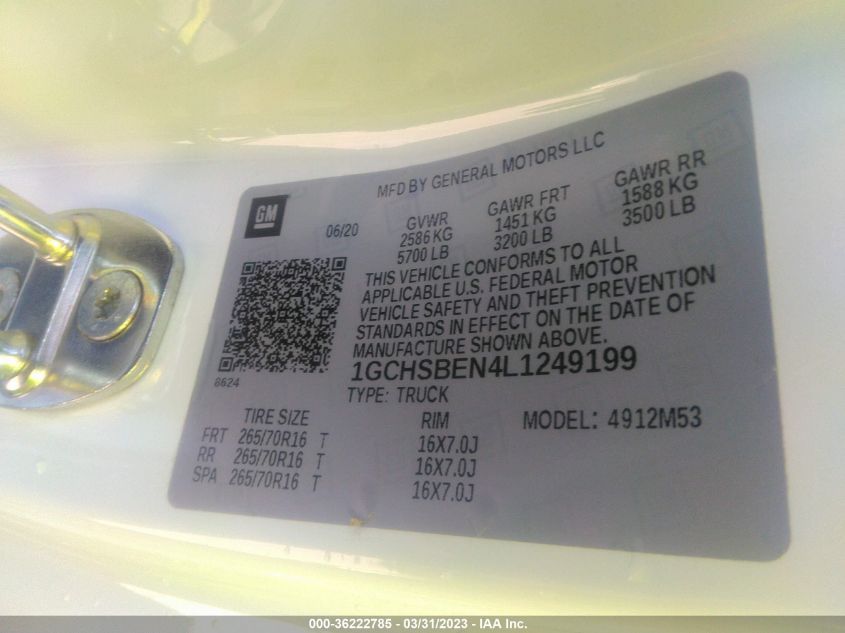 MFD BY GENERAL MOTORS LLC
GM
06/20
GVWR
2586 KG
5700 LB
GAWR FRT
1451 KG
3200 LB
GAWR RR
1588 KG
3500 LB
THIS VEHICLE CONFORMS TO ALL
APPLICABLE U.S. FEDERAL MOTOR
VEHICLE SAFETY AND THEFT PREVENTION
STANDARDS IN EFFECT ON THE DATE OF
MANUFACTURE SHOWN ABOVE.
8624
1GCHSBEN4L1249199
TYPE: TRUCK
TIRE SIZE RIM MODEL: 4912M53
FRT 265/70R16 T 16X7.0J
RR 265/70R16 T 16X7.0J
SPA 265/70R16 T 16X7.0J
000-36222785 - 03/31/2023 - IAA Inc.